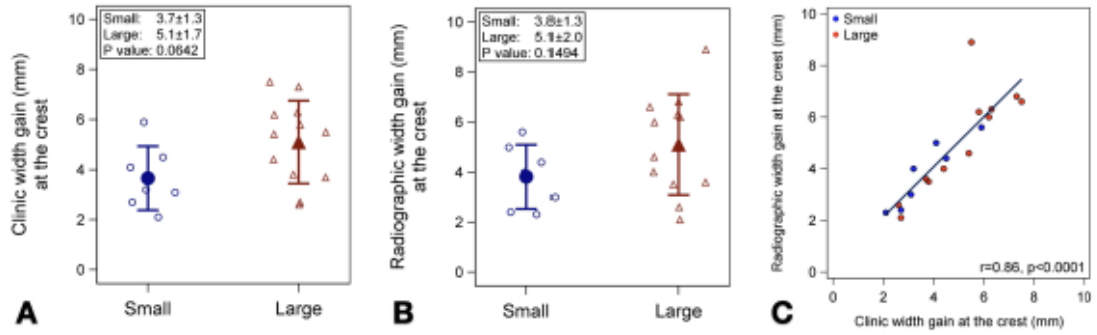 Small: 3.7±1.3
Large: 5.1±1.7
P value: 0.0642
Clinic width gain (mm)
at the crest
10
8
6
4
2
0
Small
Large
A
Small: 3.8±1.3
Large: 5.1±2.0
P value: 0.1494
Radiographic width gain (mm)
at the crest
10
8
6
4
2
0
Small
Large
B
Small
Large
Radiographic width gain at the crest (mm)
10
8
6
4
2
0
r=0.86, p<0.0001
0
2
4
6
8
10
Clinic width gain at the crest (mm)
C